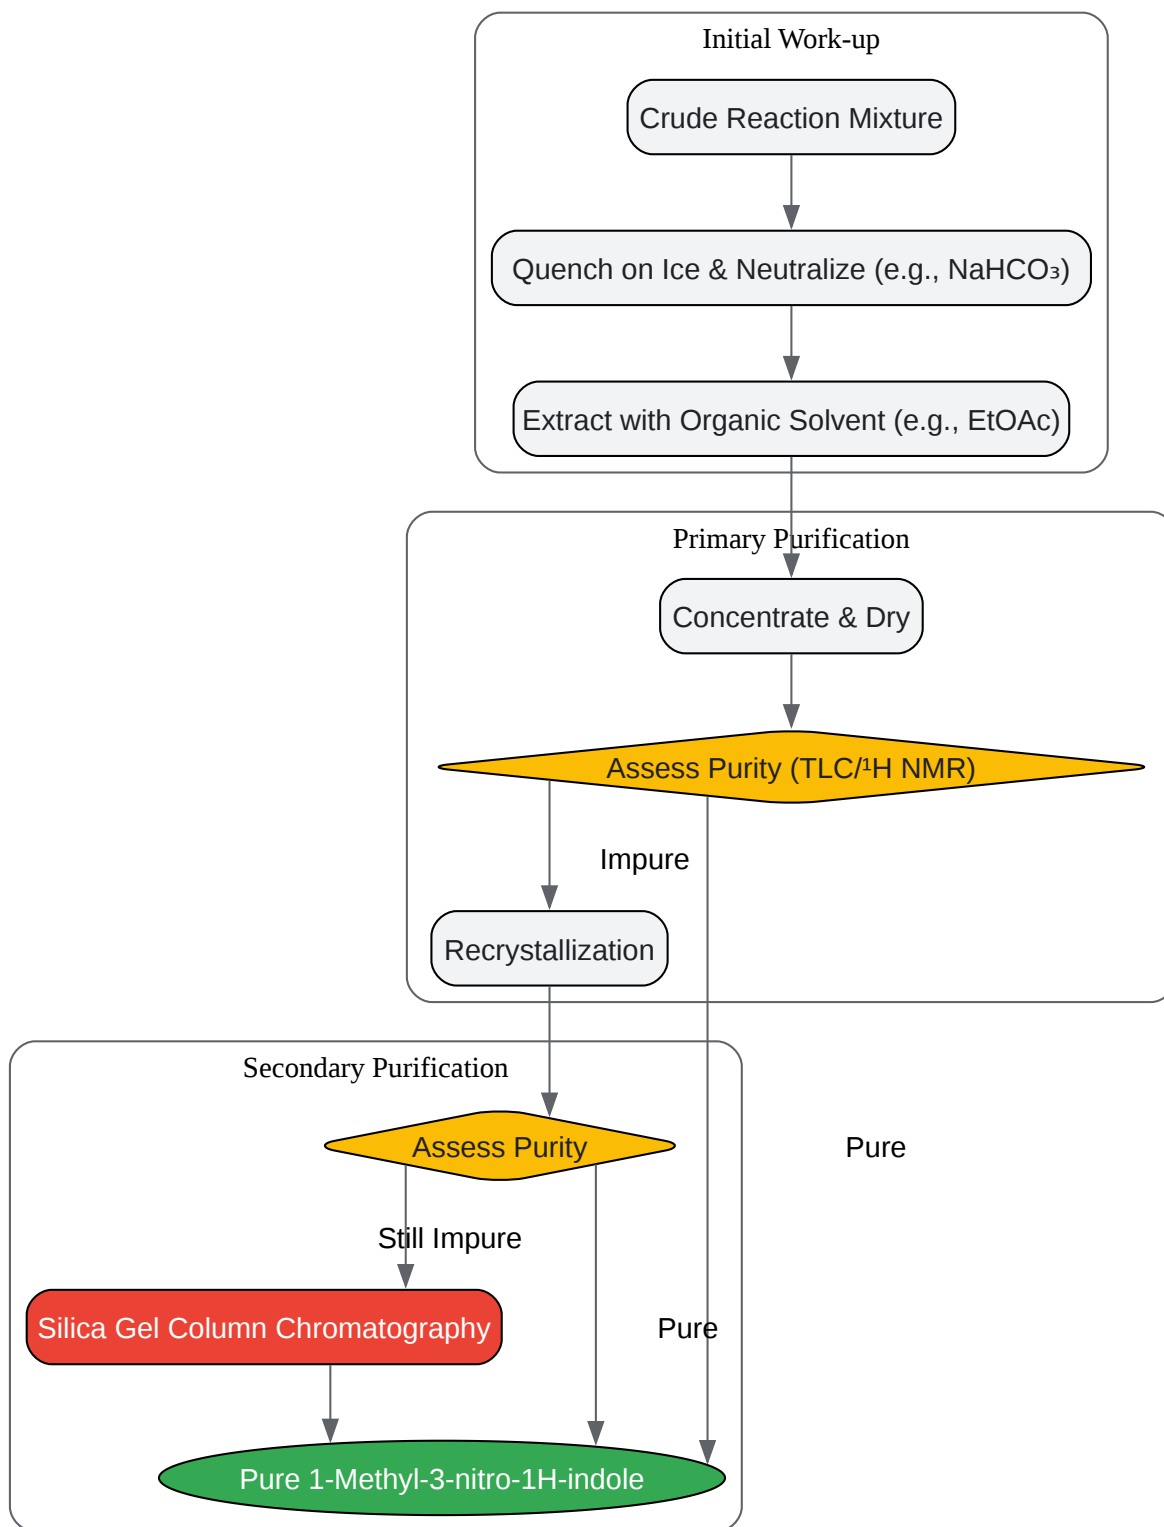 Initial Work-up
Crude Reaction Mixture
Quench on Ice & Neutralize (e.g., NaHCO₃)
Extract with Organic Solvent (e.g., EtOAc)
Primary Purification
Concentrate & Dry
Assess Purity (TLC/¹H NMR)
Impure
Recrystallization
Secondary Purification
Assess Purity
Pure
Still Impure
Silica Gel Column Chromatography
Pure
Pure 1-Methyl-3-nitro-1H-indole